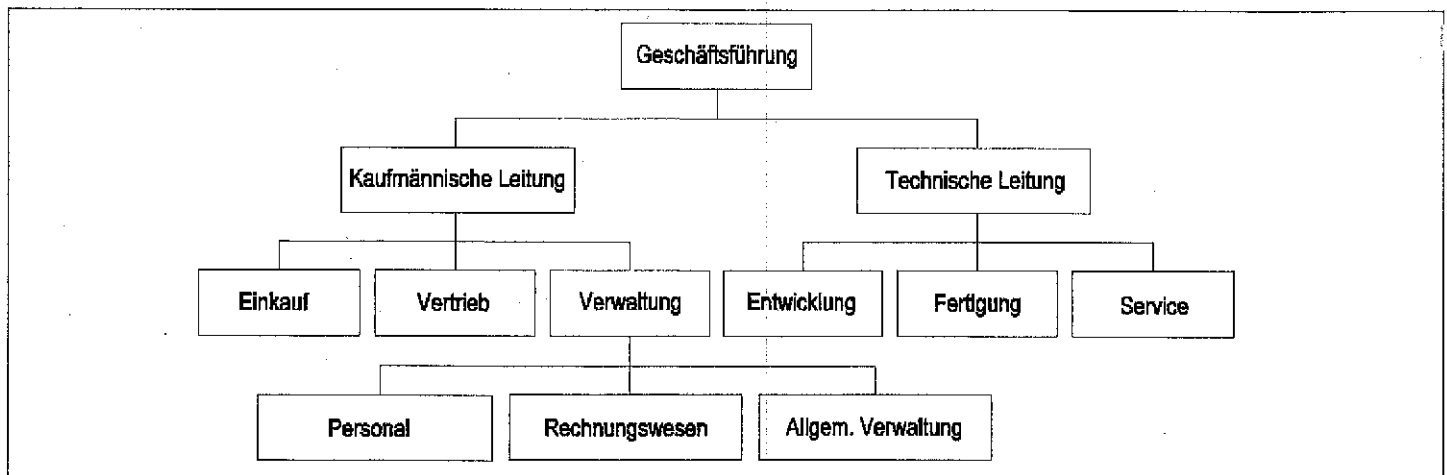 Geschäftsführung
Kaufmännische Leitung
Technische Leitung
Einkauf
Vertrieb
Verwaltung
Entwicklung
Fertigung
Service
Personal
Rechnungswesen
Allgem. Verwaltung